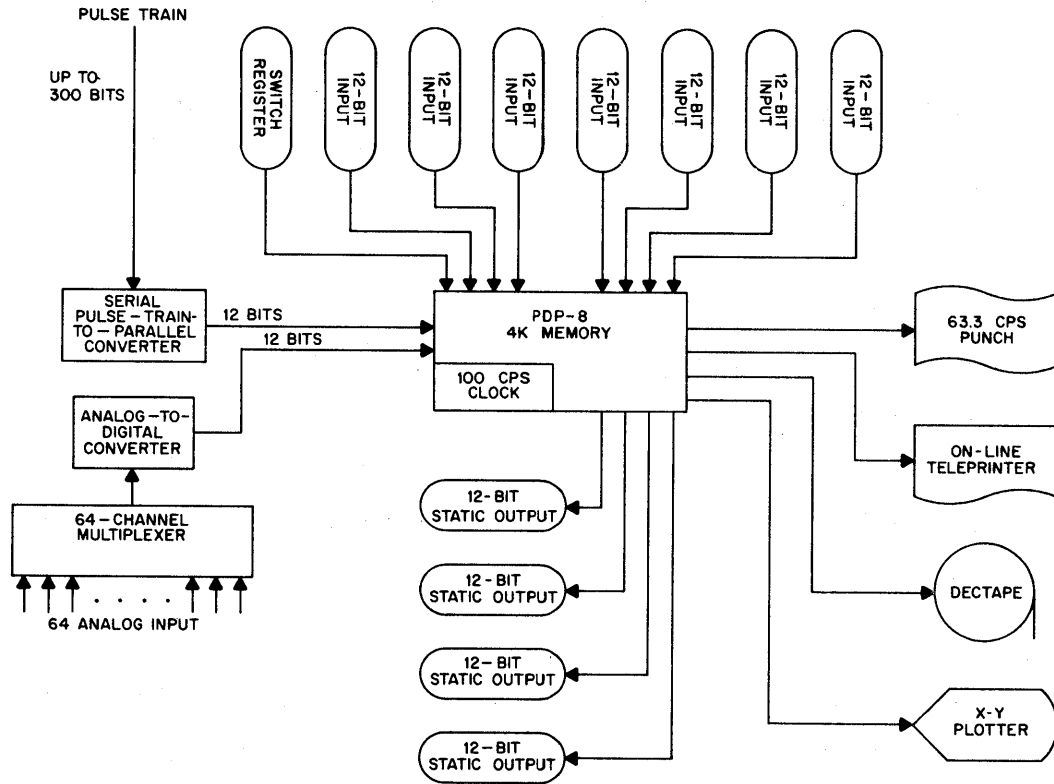 PULSE TRAIN
UP TO
300 BITS
SWITCH
REGISTER
12-BIT
INPUT
12-BIT
INPUT
12-BIT
INPUT
12-BIT
INPUT
12-BIT
INPUT
12-BIT
INPUT
12-BIT
INPUT
SERIAL
PULSE-TRAIN-
TO-PARALLEL
CONVERTER
12 BITS
12 BITS
PDP-8
4K MEMORY
100 CPS
CLOCK
63.3 CPS
PUNCH
ANALOG-TO-
DIGITAL
CONVERTER
ON-LINE
TELEPRINTER
64-CHANNEL
MULTIPLEXER
64 ANALOG INPUT
12-BIT
STATIC OUTPUT
12-BIT
STATIC OUTPUT
12-BIT
STATIC OUTPUT
12-BIT
STATIC OUTPUT
DECTAPE
X-Y
PLOTTER